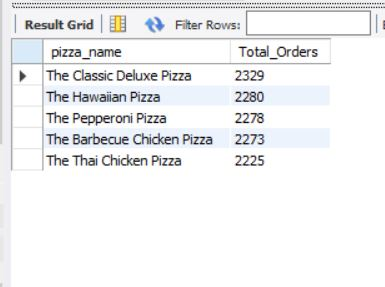 Result Grid Filter Rows:
pizza_name Total_Orders
The Classic Deluxe Pizza 2329
The Hawaiian Pizza 2280
The Pepperoni Pizza 2278
The Barbecue Chicken Pizza 2273
The Thai Chicken Pizza 2225